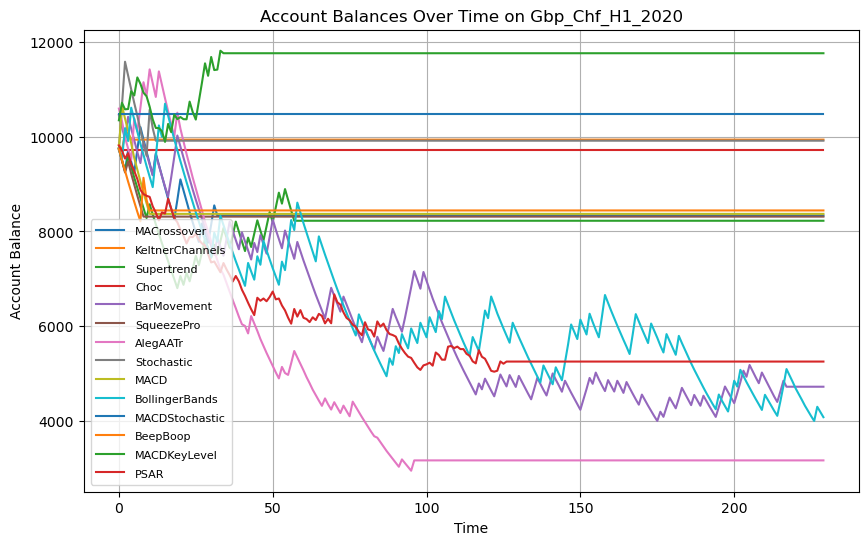 Account Balances Over Time on Gbp_Chf_H1_2020
12000
10000
8000
6000
4000
Account Balance
MACrossover
KeltnerChannels
Supertrend
Choc
BarMovement
SqueezePro
AlegAATr
Stochastic
MACD
BollingerBands
MACDStochastic
BeepBoop
MACDKeyLevel
PSAR
0 50 100 150 200
Time